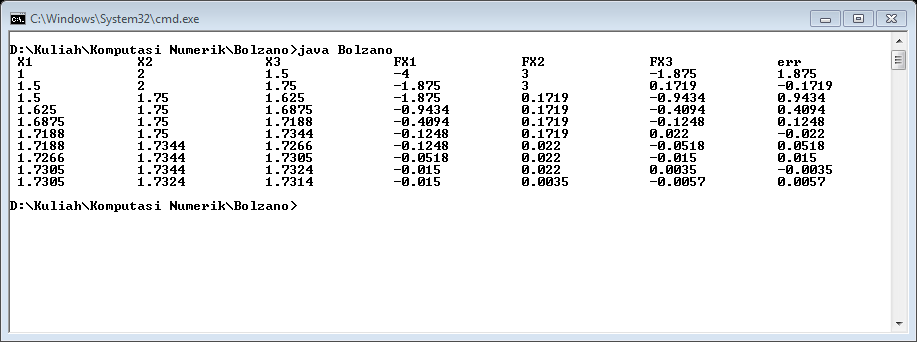 C:\Windows\System32\cmd.exe
D:\Kuliah\Komputasi Numerik\Bolzano>java Bolzano
X1 X2 X3 FX1 FX2 FX3 err
1 2 1.5 -4 3 -1.875 1.875
1.5 2 1.75 -1.875 3 0.1719 -0.1719
1.5 1.75 1.625 -1.875 0.1719 -0.9434 0.9434
1.625 1.75 1.6875 -0.9434 0.1719 -0.4094 0.4094
1.6875 1.75 1.7188 -0.4094 0.1719 -0.1248 0.1248
1.7188 1.75 1.7344 -0.1248 0.1719 0.022 -0.022
1.7188 1.7344 1.7266 -0.1248 0.022 -0.0518 0.0518
1.7266 1.7344 1.7305 -0.0518 0.022 -0.015 0.015
1.7305 1.7344 1.7324 -0.015 0.022 0.0035 -0.0035
1.7305 1.7324 1.7314 -0.015 0.0035 -0.0057 0.0057
D:\Kuliah\Komputasi Numerik\Bolzano>